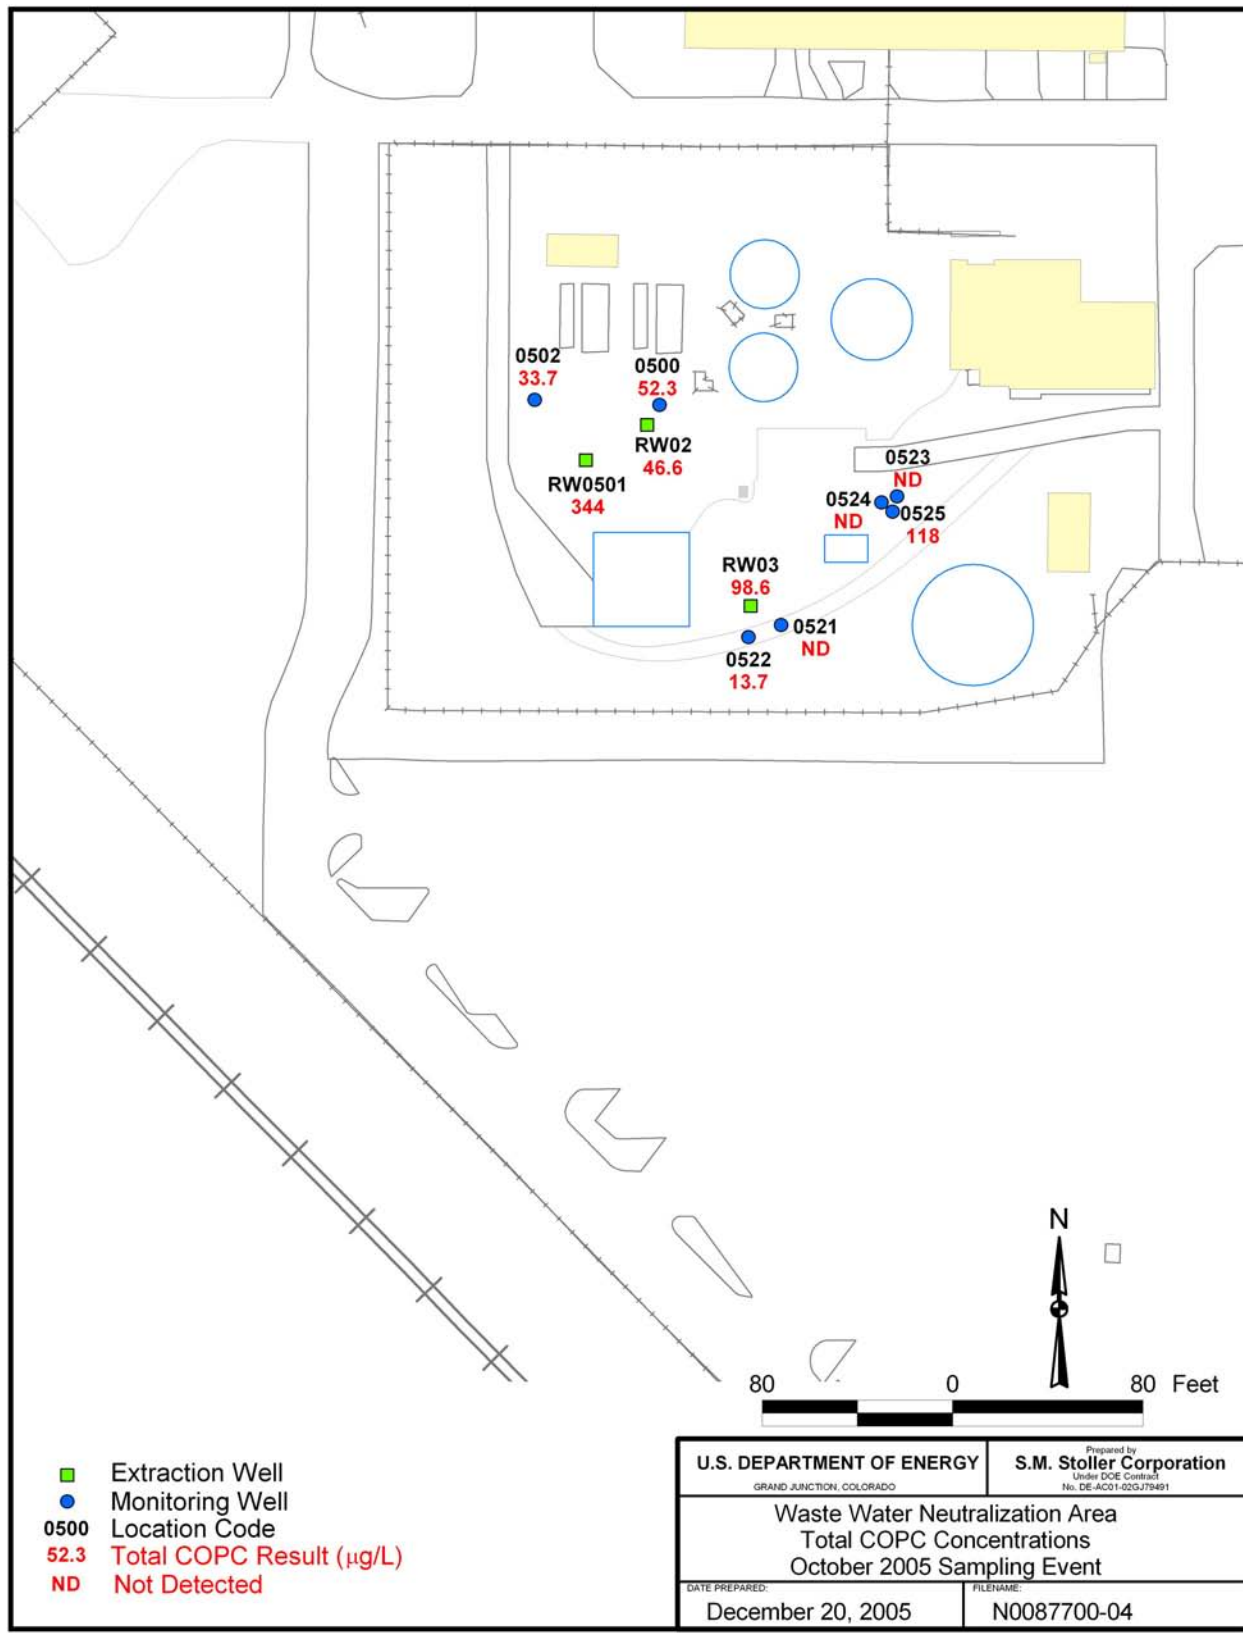 0502
33.7
0500
52.3
RW02
46.6
RW0501
344
0523
ND
0524
ND
0525
118
RW03
98.6
0521
ND
0522
13.7
N
80 0 80 Feet
Extraction Well
Monitoring Well
0500 Location Code
52.3 Total COPC Result (µg/L)
ND Not Detected
U.S. DEPARTMENT OF ENERGY
GRAND JUNCTION, COLORADO
Prepared by
S.M. Stoller Corporation
Under DOE Contract
No. DE-AC01-02GJ79491
Waste Water Neutralization Area
Total COPC Concentrations
October 2005 Sampling Event
DATE PREPARED:
December 20, 2005
FILENAME:
N0087700-04